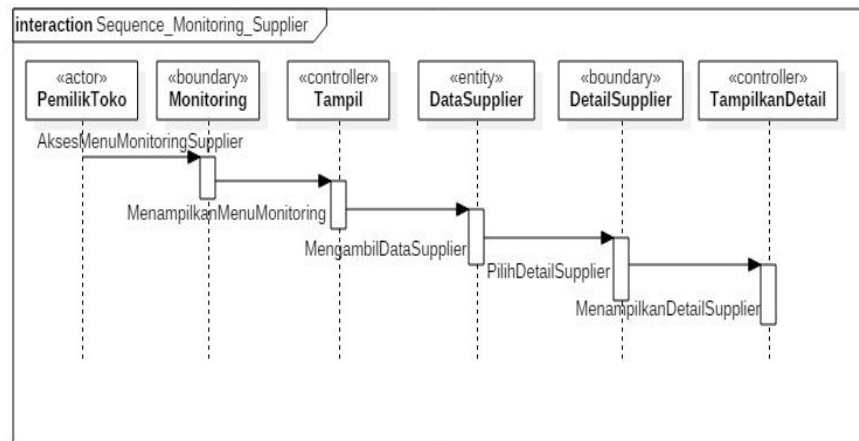 interaction Sequence_Monitoring_Supplier
«actor»
PemilikToko
«boundary»
Monitoring
«controller»
Tampil
«entity»
DataSupplier
«boundary»
DetailSupplier
«controller»
TampilkanDetail
AksesMenuMonitoringSupplier
MenampilkanMenuMonitoring
MengambilDataSupplier
PilihDetailSupplier
MenampilkanDetailSupplier